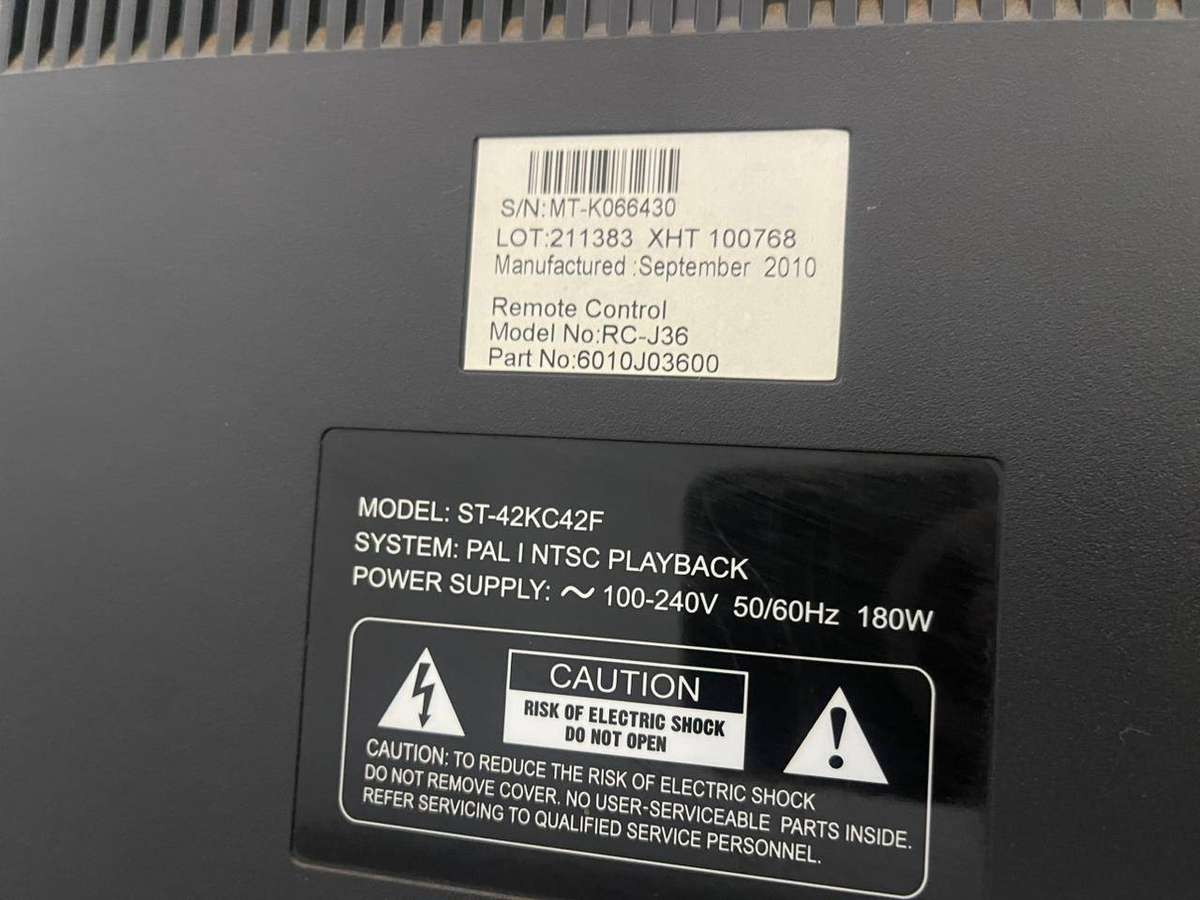 S/N:MT-K066430
LOT:211383 XHT 100768
Manufactured :September 2010
Remote Control
Model No:RC-J36
Part No:6010J03600
MODEL: ST-42KC42F
SYSTEM: PAL I NTSC PLAYBACK
POWER SUPPLY: ～ 100-240V 50/60Hz 180W
CAUTION
RISK OF ELECTRIC SHOCK
DO NOT OPEN
CAUTION: TO REDUCE THE RISK OF ELECTRIC SHOCK
DO NOT REMOVE COVER. NO USER-SERVICEABLE PARTS INSIDE.
REFER SERVICING TO QUALIFIED SERVICE PERSONNEL.